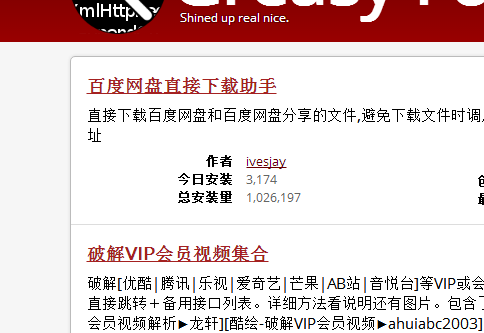 mlHttp
Greasy Fo
Shined up real nice.
百度网盘直接下载助手
直接下载百度网盘和百度网盘分享的文件,避免下载文件时调
址
作者 ivesjay
今日安装 3,174
总安装量 1,026,197
破解VIP会员视频集合
破解[优酷|腾讯|乐视|爱奇艺|芒果|AB站|音悦台]等VIP或会
直接跳转+备用接口列表。详细方法看说明还有图片。包含了
会员视频解析►龙轩][酷绘-破解VIP会员视频►ahuiabc2003]